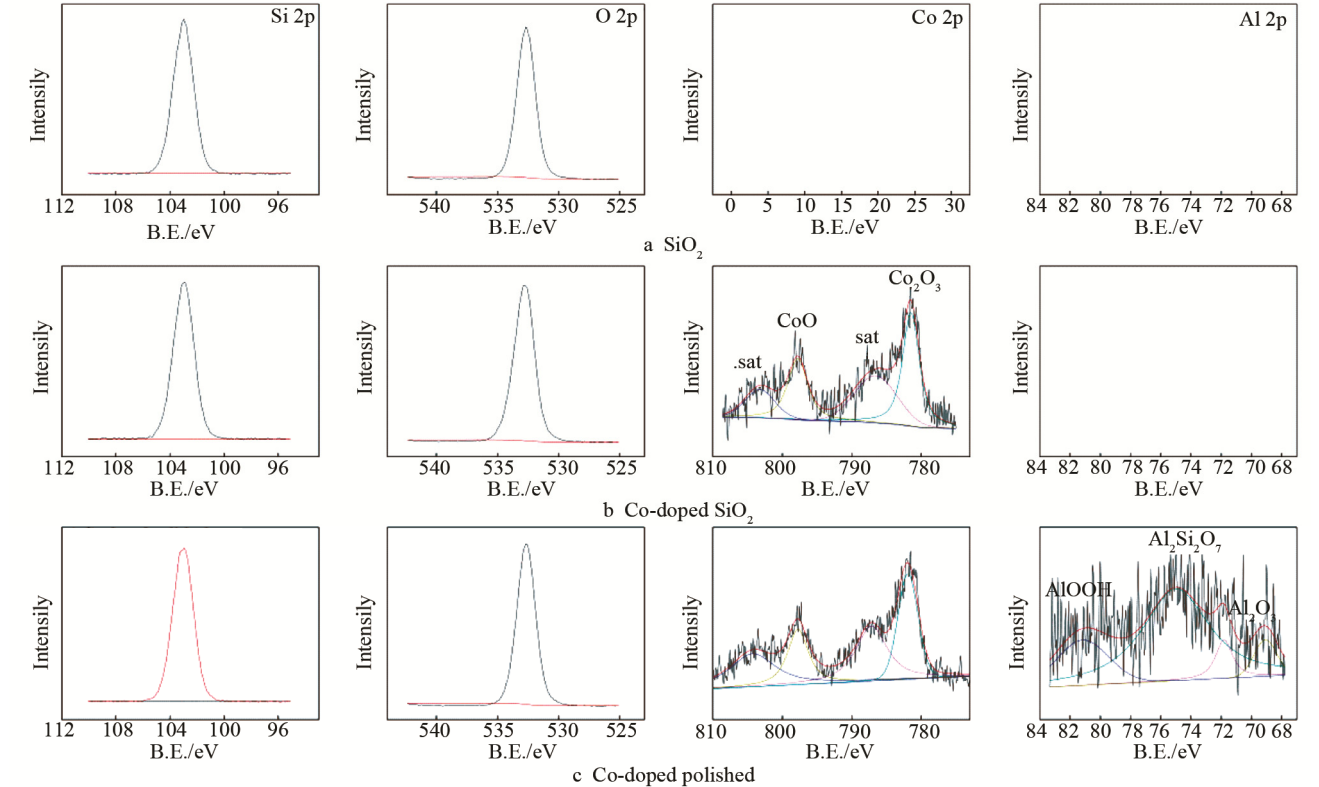 Si 2p
O 2p
Co 2p
Al 2p
Intensily
Intensily
Intensily
Intensily
112 108 104 100 96
540 535 530 525
0 5 10 15 20 25 30
84 82 80 78 76 74 72 70 68
B.E./eV
B.E./eV
B.E./eV
B.E./eV
a SiO2
Co2O3
CoO
sat
.sat
Intensily
Intensily
Intensily
Intensily
112 108 104 100 96
540 535 530 525
810 800 790 780
84 82 80 78 76 74 72 70 68
B.E./eV
B.E./eV
B.E./eV
B.E./eV
b Co-doped SiO2
Al2Si2O7
AlOOH
Al2O3
Intensily
Intensily
Intensily
Intensily
112 108 104 100 96
540 535 530 525
810 800 790 780
84 82 80 78 76 74 72 70 68
B.E./eV
B.E./eV
B.E./eV
B.E./eV
c Co-doped polished